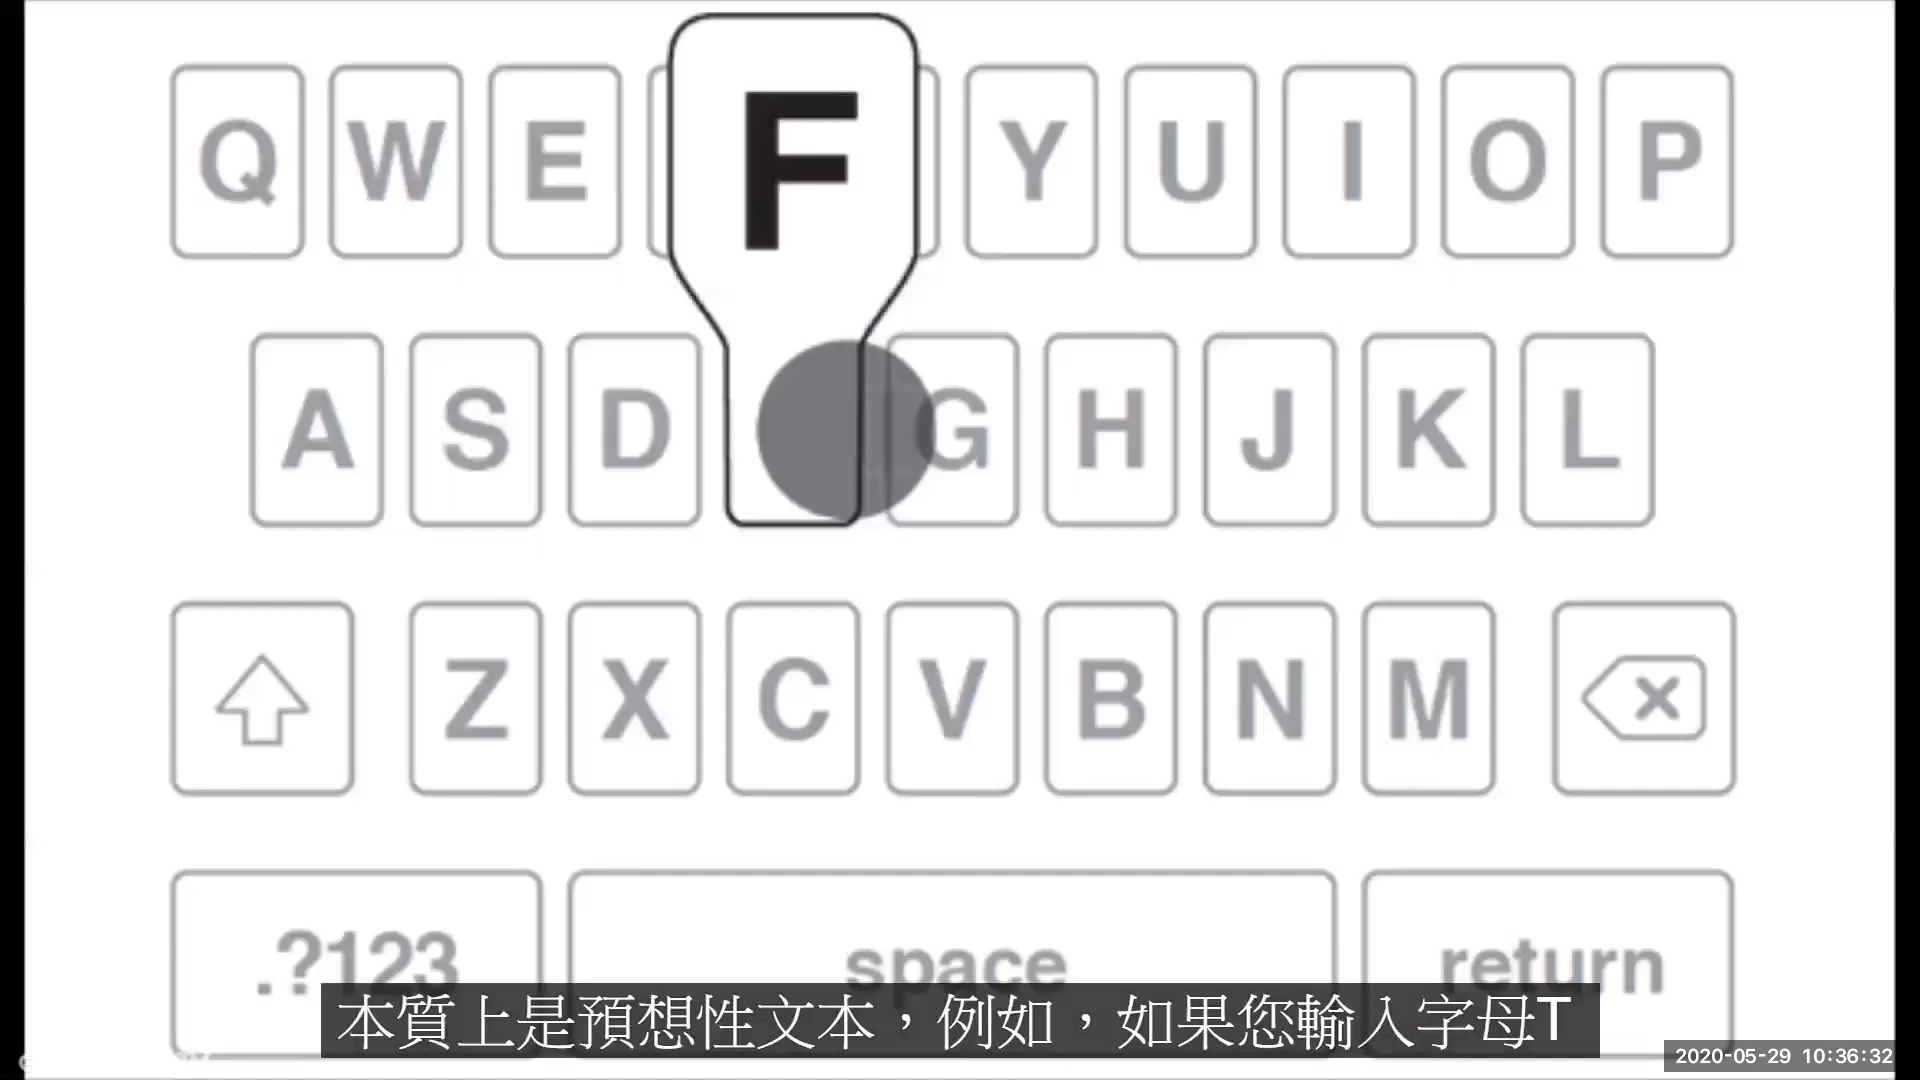 F
Q W E Y U I O P
A S D G H J K L
Z X C V B N M
.?123 space return
本質上是預想性文本，例如，如果您輸入字母T
2020-05-29 10:36:32